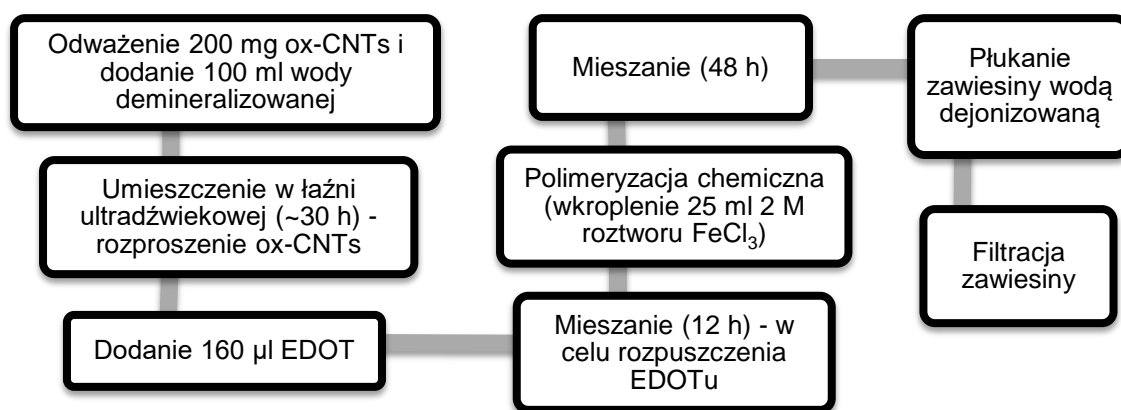 Odważenie 200 mg ox-CNTs i
dodanie 100 ml wody
demineralizowanej
Umieszczenie w łaźni
ultradźwiekowej (~30 h) -
rozproszenie ox-CNTs
Dodanie 160 µl EDOT
Mieszanie (12 h) - w
celu rozpuszczenia
EDOTu
Polimeryzacja chemiczna
(wkroplenie 25 ml 2 M
roztworu FeCl₃)
Mieszanie (48 h)
Płukanie
zawiesiny wodą
dejonizowaną
Filtracja
zawiesiny